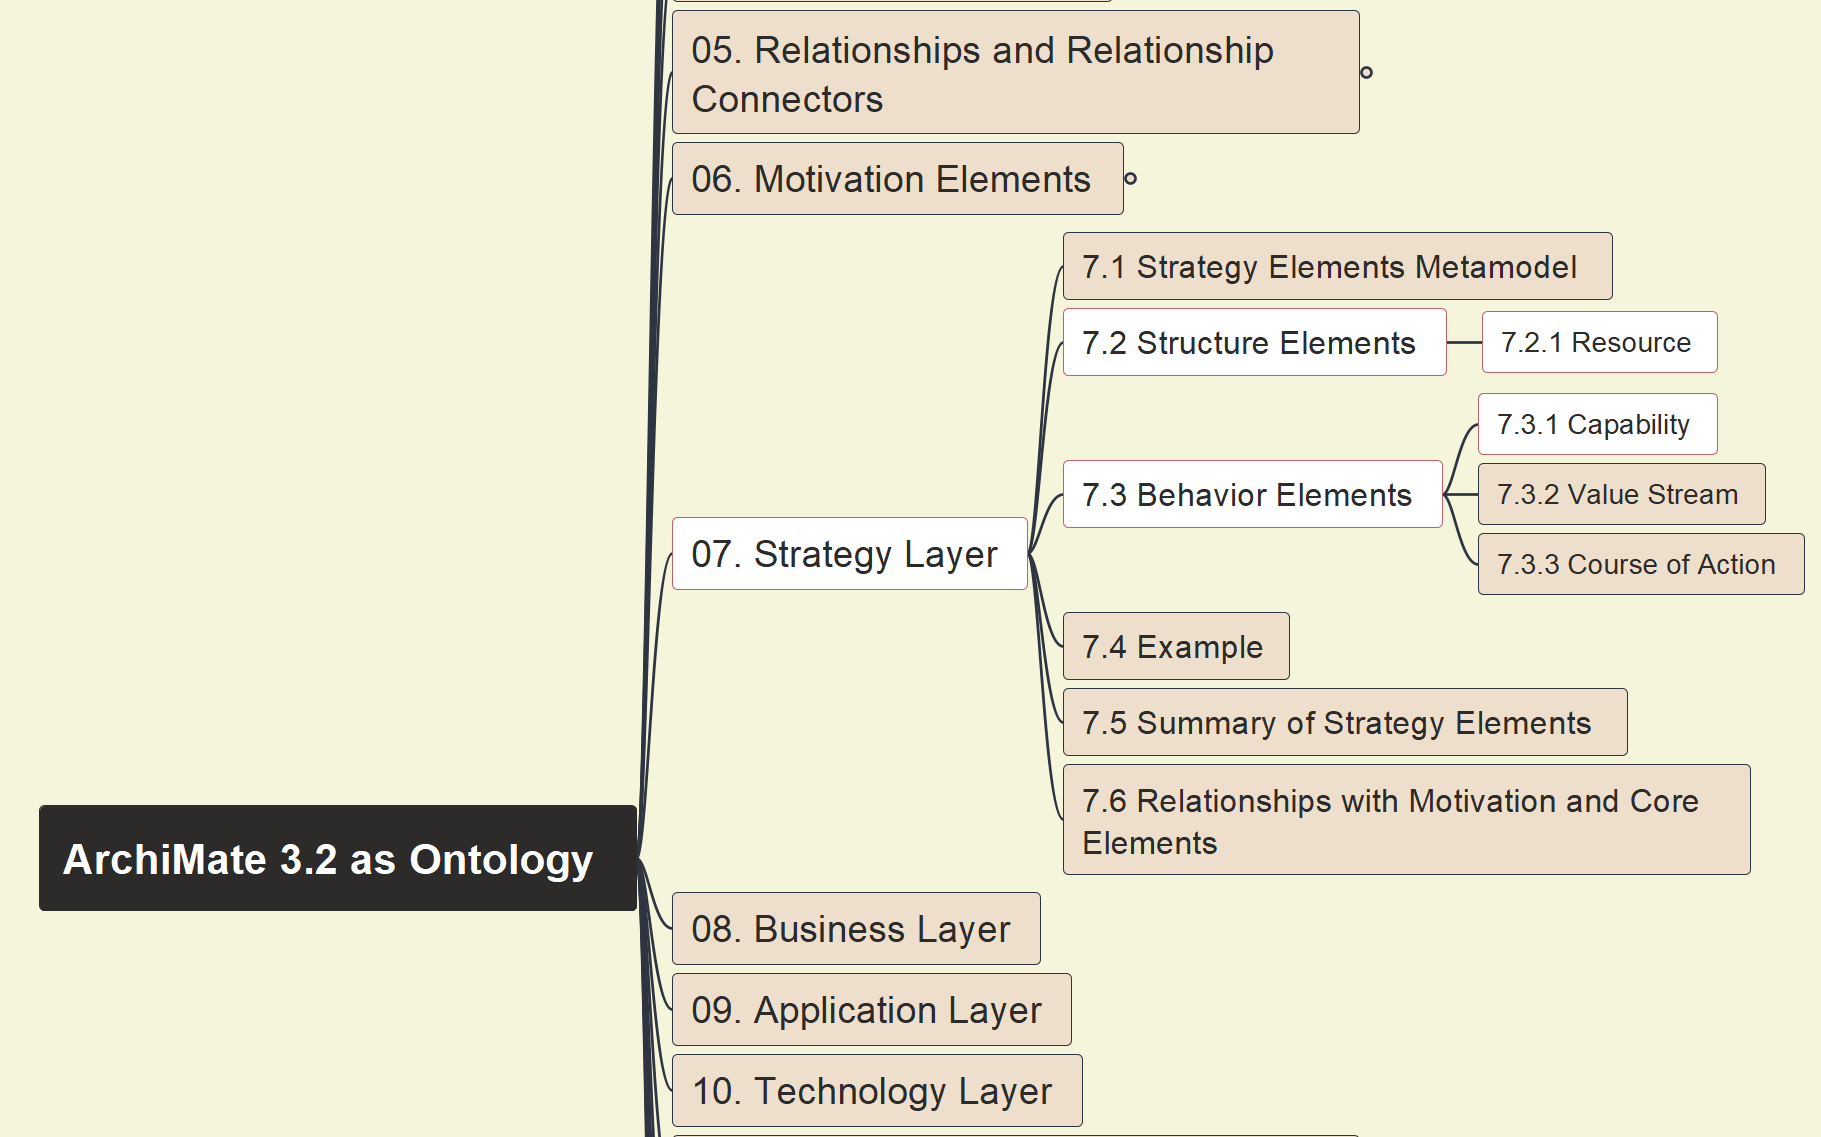 05. Relationships and Relationship
Connectors
06. Motivation Elements
7.1 Strategy Elements Metamodel
7.2 Structure Elements
7.2.1 Resource
7.3.1 Capability
7.3 Behavior Elements
7.3.2 Value Stream
7.3.3 Course of Action
07. Strategy Layer
7.4 Example
7.5 Summary of Strategy Elements
7.6 Relationships with Motivation and Core
Elements
ArchiMate 3.2 as Ontology
08. Business Layer
09. Application Layer
10. Technology Layer